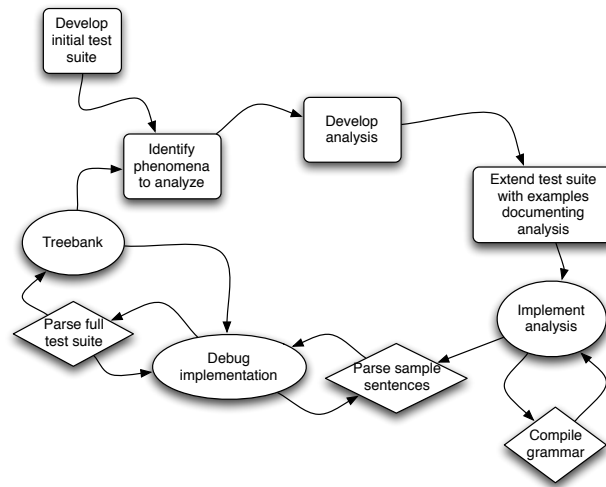 Develop
initial test
suite
Identify
phenomena
to analyze
Develop
analysis
Extend test suite
with examples
documenting
analysis
Treebank
Parse full
test suite
Debug
implementation
Parse sample
sentences
Implement
analysis
Compile
grammar